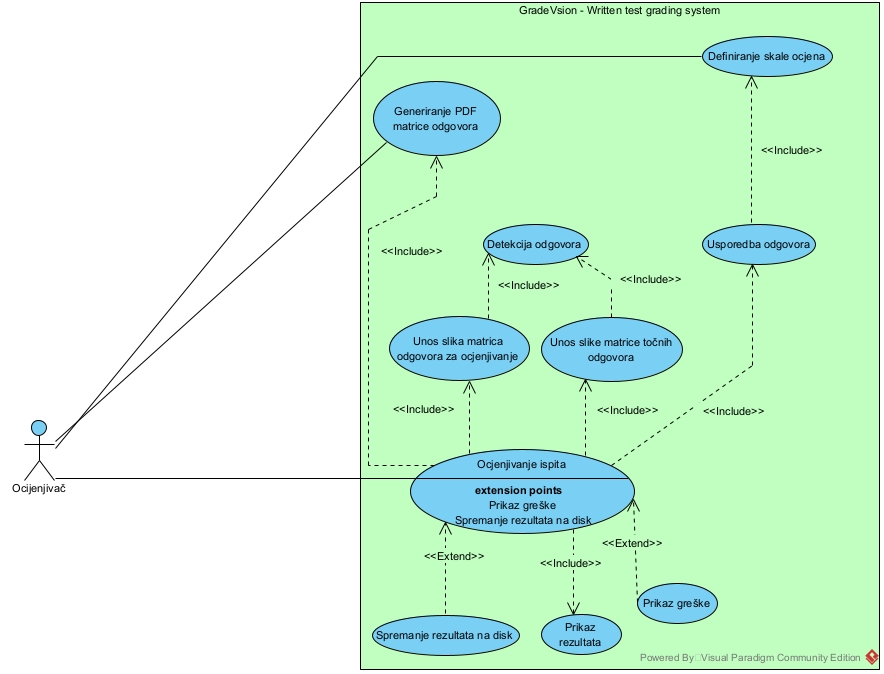 GradeVsion - Written test grading system
Definiranje skale ocjena
Generiranje PDF
matrice odgovora
<<Include>>
Detekcija odgovora
Usporedba odgovora
<<Include>>
<<Include>>
<<Include>>
Unos slika matrica
odgovora za ocjenjivanje
Unos slike matrice točnih
odgovora
<<Include>>
<<Include>>
<<Include>>
Ocijenjivač
Ocjenjivanje ispita
extension points
Prikaz greške
Spremanje rezultata na disk
<<Extend>>
<<Include>>
<<Extend>>
Prikaz greške
Spremanje rezultata na disk
Prikaz
rezultata
Powered By Visual Paradigm Community Edition